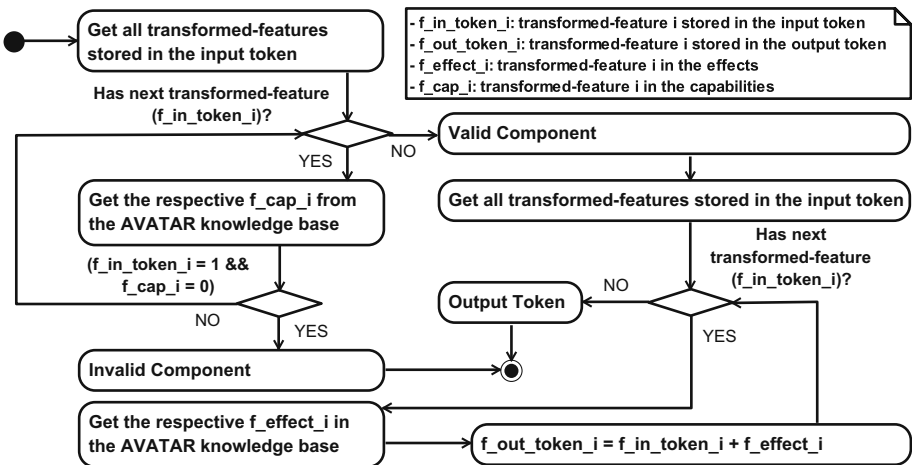 Get all transformed-features
stored in the input token
- f_in_token_i: transformed-feature i stored in the input token
- f_out_token_i: transformed-feature i stored in the output token
- f_effect_i: transformed-feature i in the effects
- f_cap_i: transformed-feature i in the capabilities
Has next transformed-feature
(f_in_token_i)?
NO
YES
Valid Component
Get the respective f_cap_i from
the AVATAR knowledge base
Get all transformed-features stored in the input token
(f_in_token_i = 1 &&
f_cap_i = 0)
NO
YES
Has next
transformed-feature
(f_in_token_i)?
Output Token
NO
YES
Invalid Component
Get the respective f_effect_i in
the AVATAR knowledge base
f_out_token_i = f_in_token_i + f_effect_i